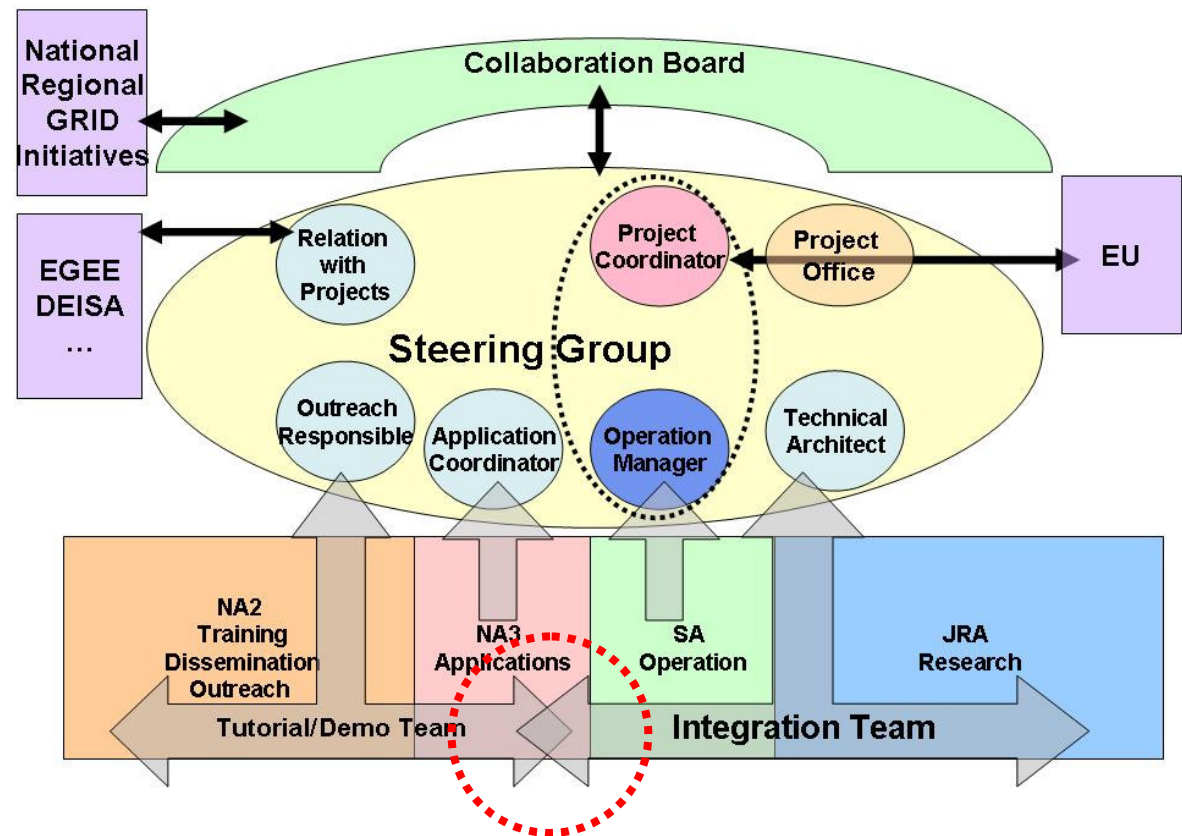 National
Regional
GRID
Initiatives
Collaboration Board
EGEE
DEISA
...
Relation
with
Projects
Project
Coordinator
Project
Office
EU
Steering Group
Outreach
Responsible
Application
Coordinator
Operation
Manager
Technical
Architect
NA2
Training
Dissemination
Outreach
NA3
Applications
SA
Operation
JRA
Research
Tutorial/Demo Team
Integration Team